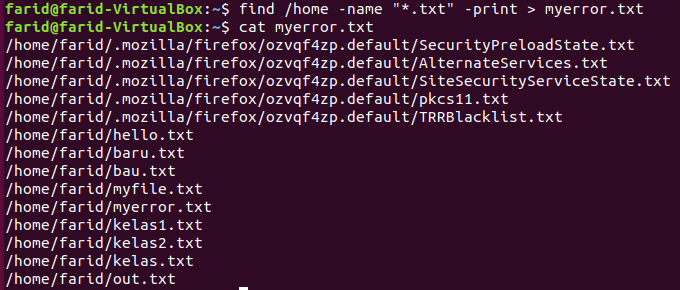 farid@farid-VirtualBox:~$ find /home -name "*.txt" -print > myerror.txt
farid@farid-VirtualBox:~$ cat myerror.txt
/home/farid/.mozilla/firefox/ozvqf4zp.default/SecurityPreloadState.txt
/home/farid/.mozilla/firefox/ozvqf4zp.default/AlternateServices.txt
/home/farid/.mozilla/firefox/ozvqf4zp.default/SiteSecurityServiceState.txt
/home/farid/.mozilla/firefox/ozvqf4zp.default/pkcs11.txt
/home/farid/.mozilla/firefox/ozvqf4zp.default/TRRBlacklist.txt
/home/farid/hello.txt
/home/farid/baru.txt
/home/farid/bau.txt
/home/farid/myfile.txt
/home/farid/myerror.txt
/home/farid/kelas1.txt
/home/farid/kelas2.txt
/home/farid/kelas.txt
/home/farid/out.txt